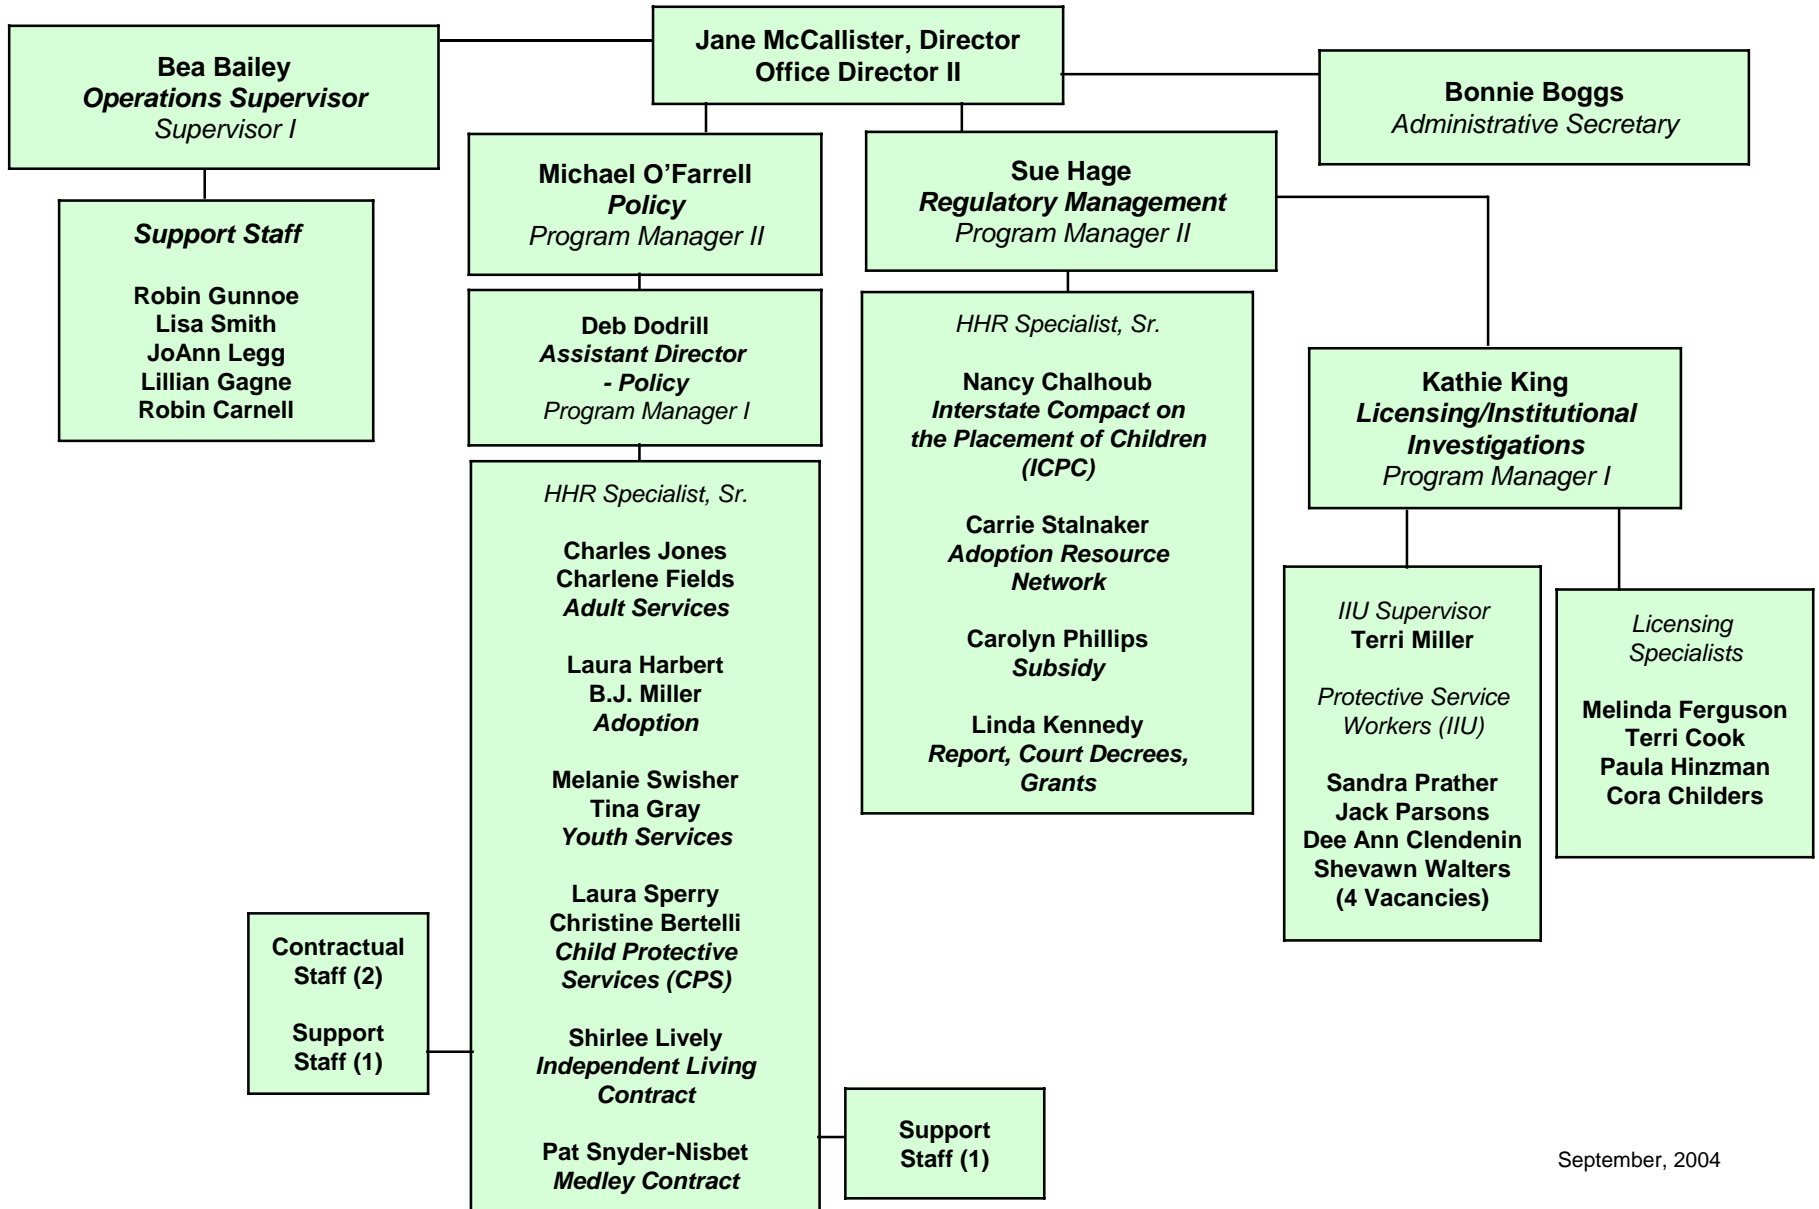 Jane McCallister, Director
Office Director II
Bea Bailey
Operations Supervisor
Supervisor I
Bonnie Boggs
Administrative Secretary
Michael O’Farrell
Policy
Program Manager II
Sue Hage
Regulatory Management
Program Manager II
Support Staff
Robin Gunnoe
Lisa Smith
JoAnn Legg
Lillian Gagne
Robin Carnell
Deb Dodrill
Assistant Director
- Policy
Program Manager I
HHR Specialist, Sr.
Nancy Chalhoub
Interstate Compact on
the Placement of Children
(ICPC)
Carrie Stalnaker
Adoption Resource
Network
Carolyn Phillips
Subsidy
Linda Kennedy
Report, Court Decrees,
Grants
Kathie King
Licensing/Institutional
Investigations
Program Manager I
HHR Specialist, Sr.
Charles Jones
Charlene Fields
Adult Services
Laura Harbert
B.J. Miller
Adoption
Melanie Swisher
Tina Gray
Youth Services
Laura Sperry
Christine Bertelli
Child Protective
Services (CPS)
Shirlee Lively
Independent Living
Contract
Pat Snyder-Nisbet
Medley Contract
IIU Supervisor
Terri Miller
Protective Service
Workers (IIU)
Sandra Prather
Jack Parsons
Dee Ann Clendenin
Shevawn Walters
(4 Vacancies)
Licensing
Specialists
Melinda Ferguson
Terri Cook
Paula Hinzman
Cora Childers
Contractual
Staff (2)
Support
Staff (1)
Support
Staff (1)
September, 2004